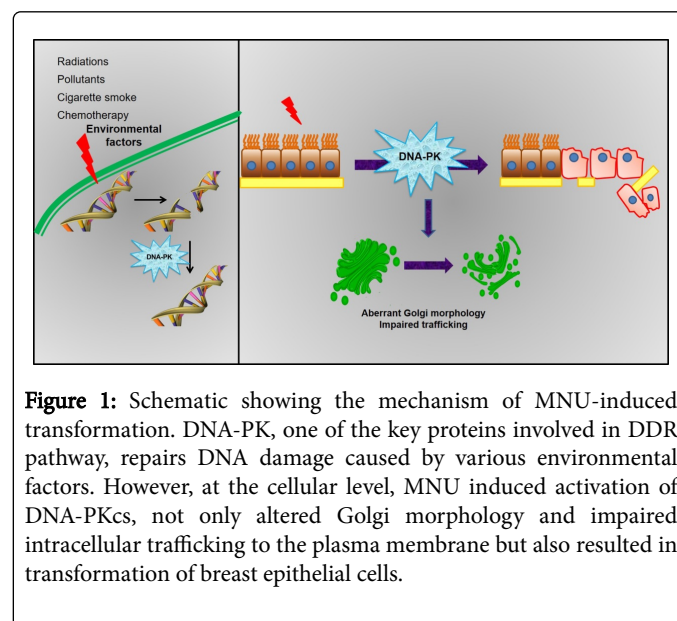 Radiations
Pollutants
Cigarette smoke
Chemotherapy
Environmental
factors
DNA-PK
DNA-PK
Aberrant Golgi morphology
Impaired trafficking
Figure 1: Schematic showing the mechanism of MNU-induced
transformation. DNA-PK, one of the key proteins involved in DDR
pathway, repairs DNA damage caused by various environmental
factors. However, at the cellular level, MNU induced activation of
DNA-PKcs, not only altered Golgi morphology and impaired
intracellular trafficking to the plasma membrane but also resulted in
transformation of breast epithelial cells.